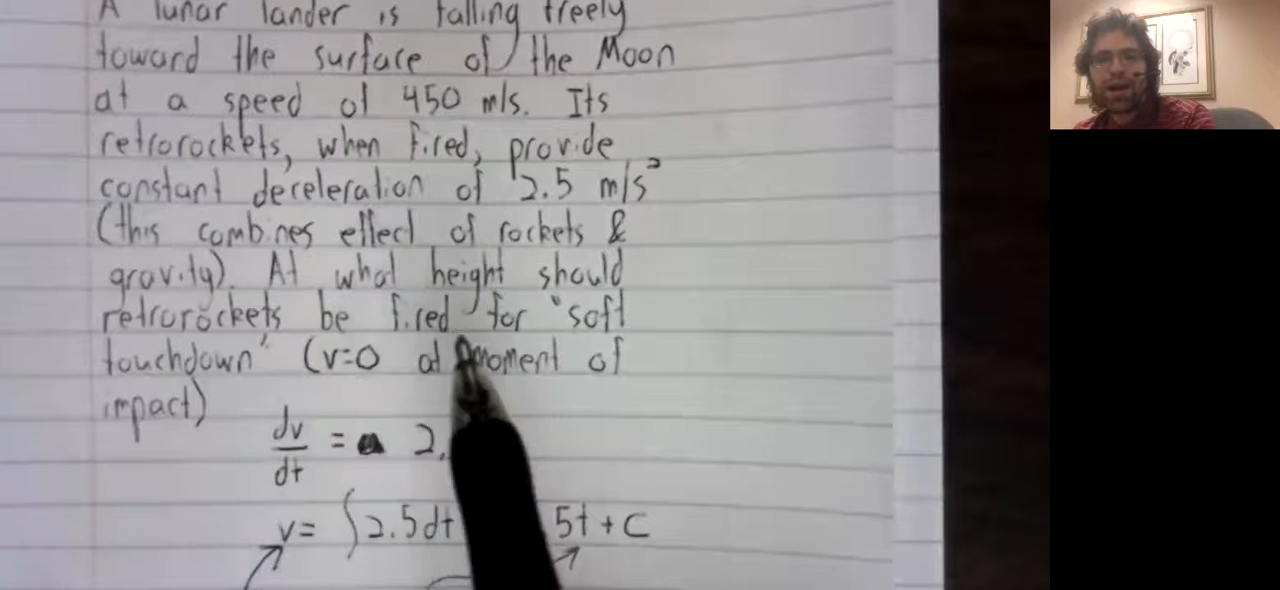 A lunar lander is falling freely
toward the surface of the Moon
at a speed of 450 m/s. Its
retrorockets, when fired, provide
constant deceleration of 2.5 m/s²
(this combines effect of rockets &
gravity). At what height should
retrorockets be fired for "soft
touchdown" (v=0 at moment of
impact)
dv/dt = 2.
v= ∫2.5dt 5t + C